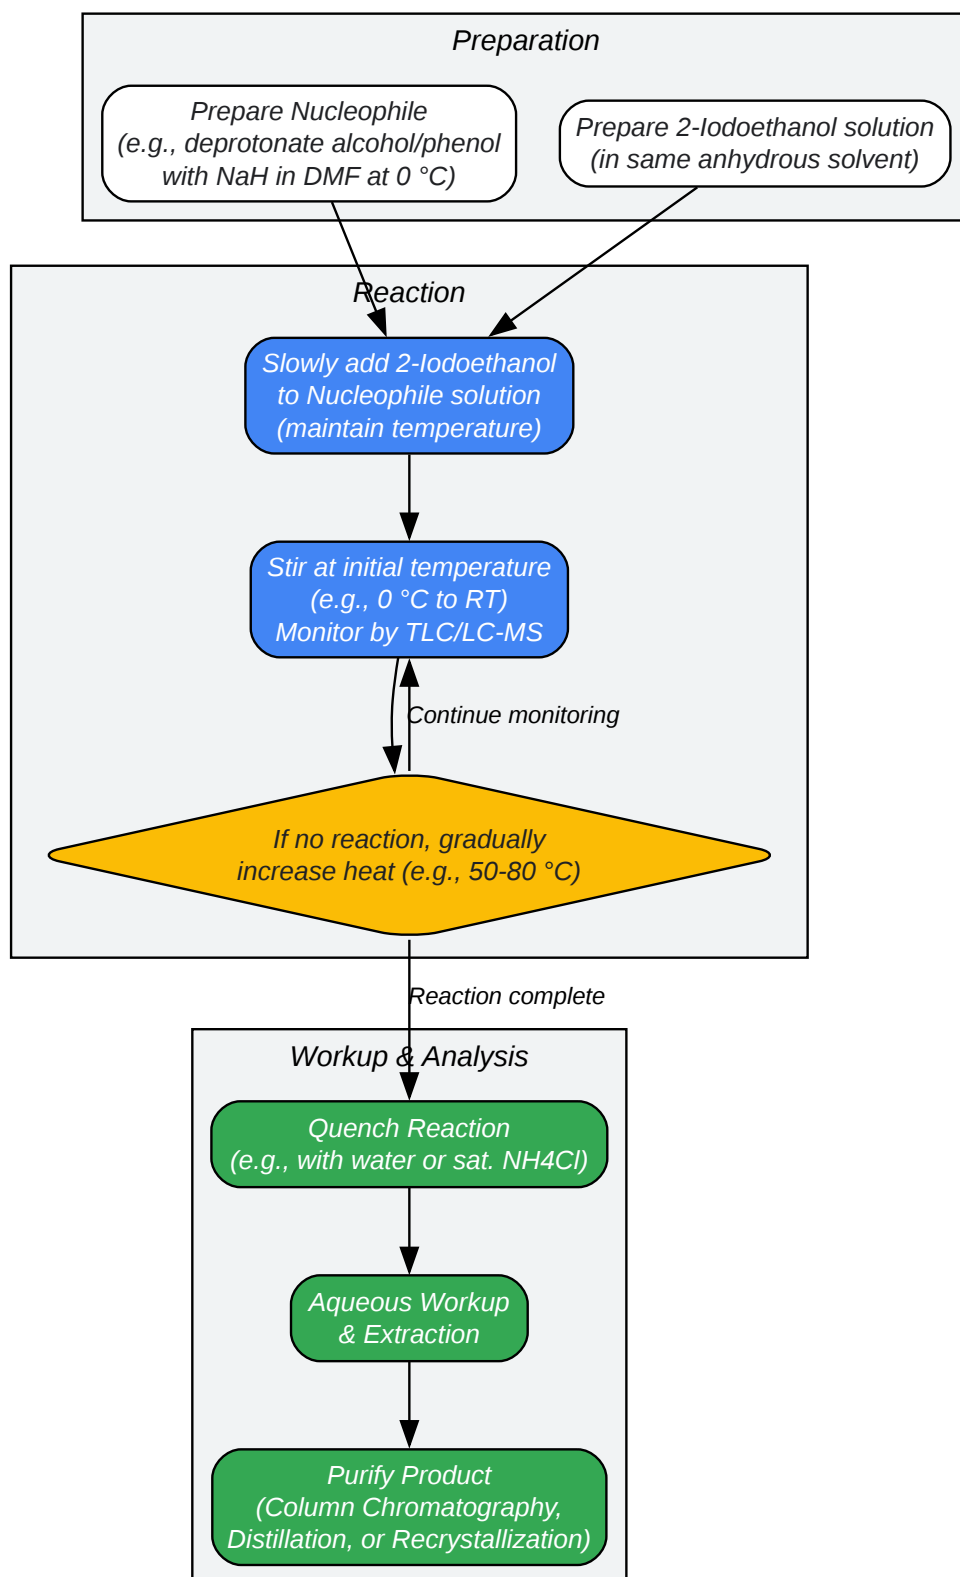 Preparation
Prepare Nucleophile
(e.g., deprotonate alcohol/phenol
with NaH in DMF at 0 °C)
Prepare 2-Iodoethanol solution
(in same anhydrous solvent)
Reaction
Slowly add 2-Iodoethanol
to Nucleophile solution
(maintain temperature)
Stir at initial temperature
(e.g., 0 °C to RT)
Monitor by TLC/LC-MS
Continue monitoring
If no reaction, gradually
increase heat (e.g., 50-80 °C)
Reaction complete
Workup & Analysis
Quench Reaction
(e.g., with water or sat. NH4Cl)
Aqueous Workup
& Extraction
Purify Product
(Column Chromatography,
Distillation, or Recrystallization)